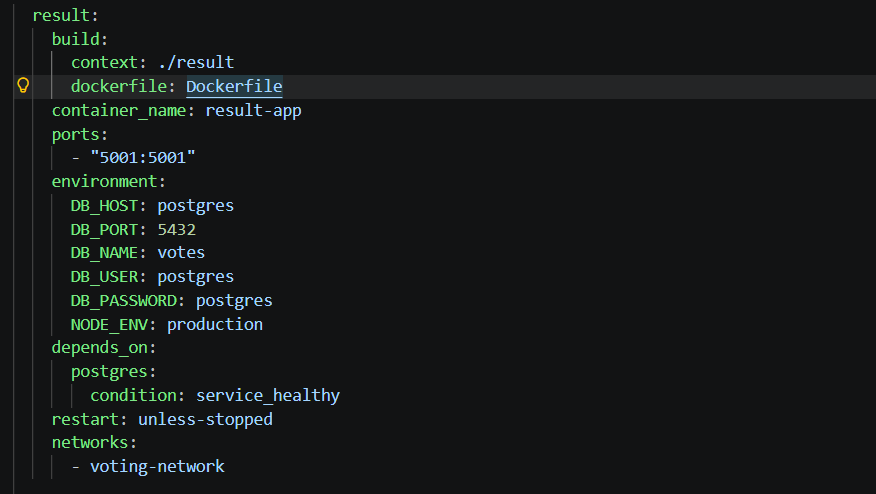 result:
  build:
    context: ./result
    dockerfile: Dockerfile
  container_name: result-app
  ports:
    - "5001:5001"
  environment:
    DB_HOST: postgres
    DB_PORT: 5432
    DB_NAME: votes
    DB_USER: postgres
    DB_PASSWORD: postgres
    NODE_ENV: production
  depends_on:
    postgres:
      condition: service_healthy
  restart: unless-stopped
  networks:
    - voting-network